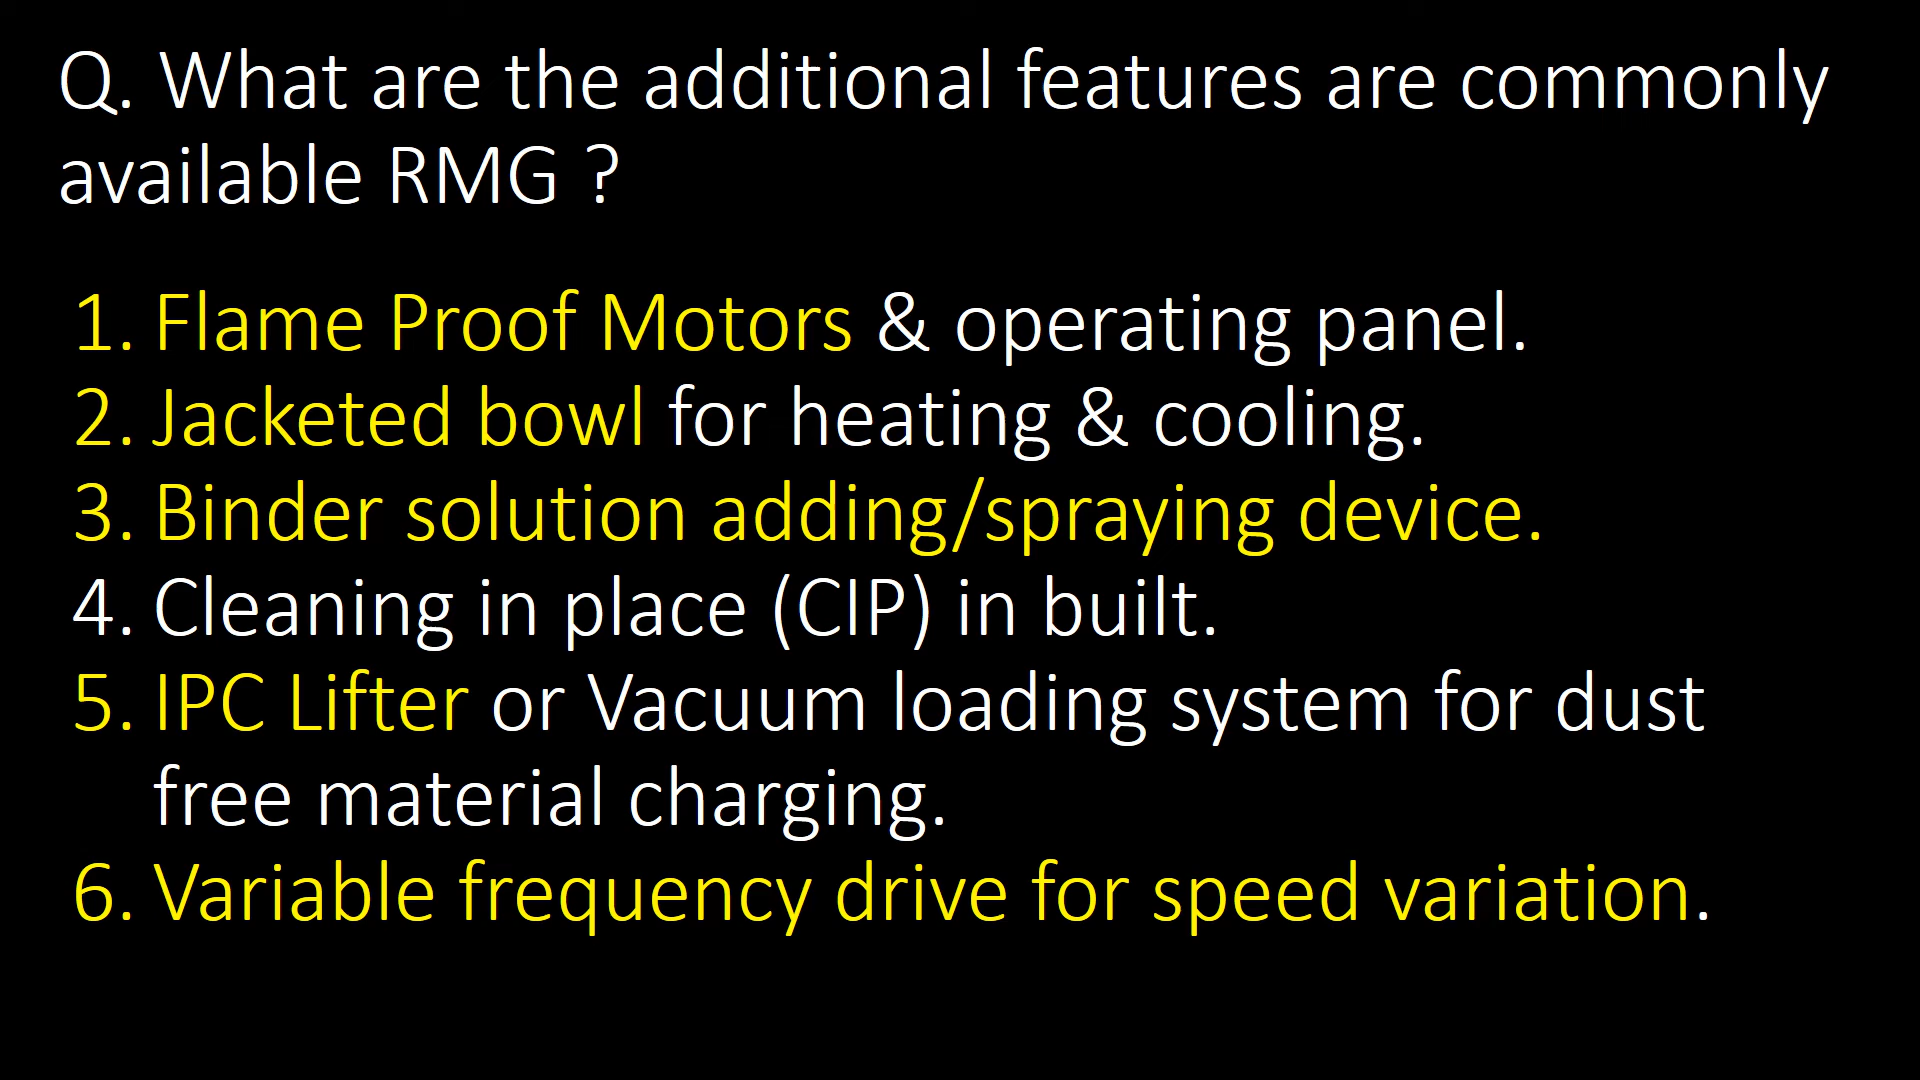 Q. What are the additional features are commonly
available RMG ?
1. Flame Proof Motors & operating panel.
2. Jacketed bowl for heating & cooling.
3. Binder solution adding/spraying device.
4. Cleaning in place (CIP) in built.
5. IPC Lifter or Vacuum loading system for dust
free material charging.
6. Variable frequency drive for speed variation.